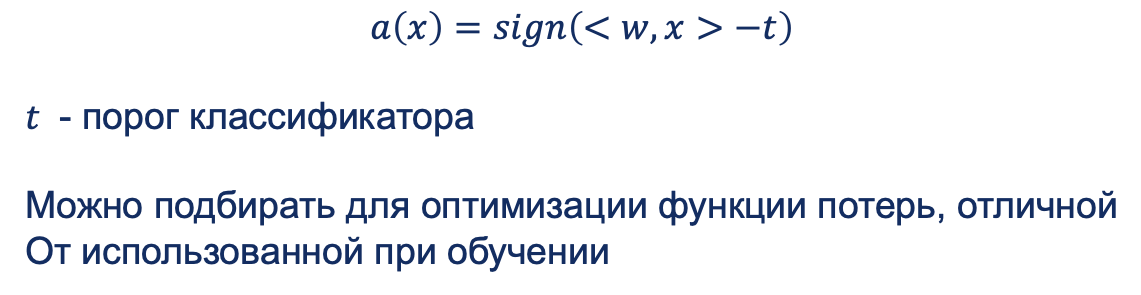 a(x) = sign(< w, x > −t)
t - порог классификатора
Можно подбирать для оптимизации функции потерь, отличной
От использованной при обучении